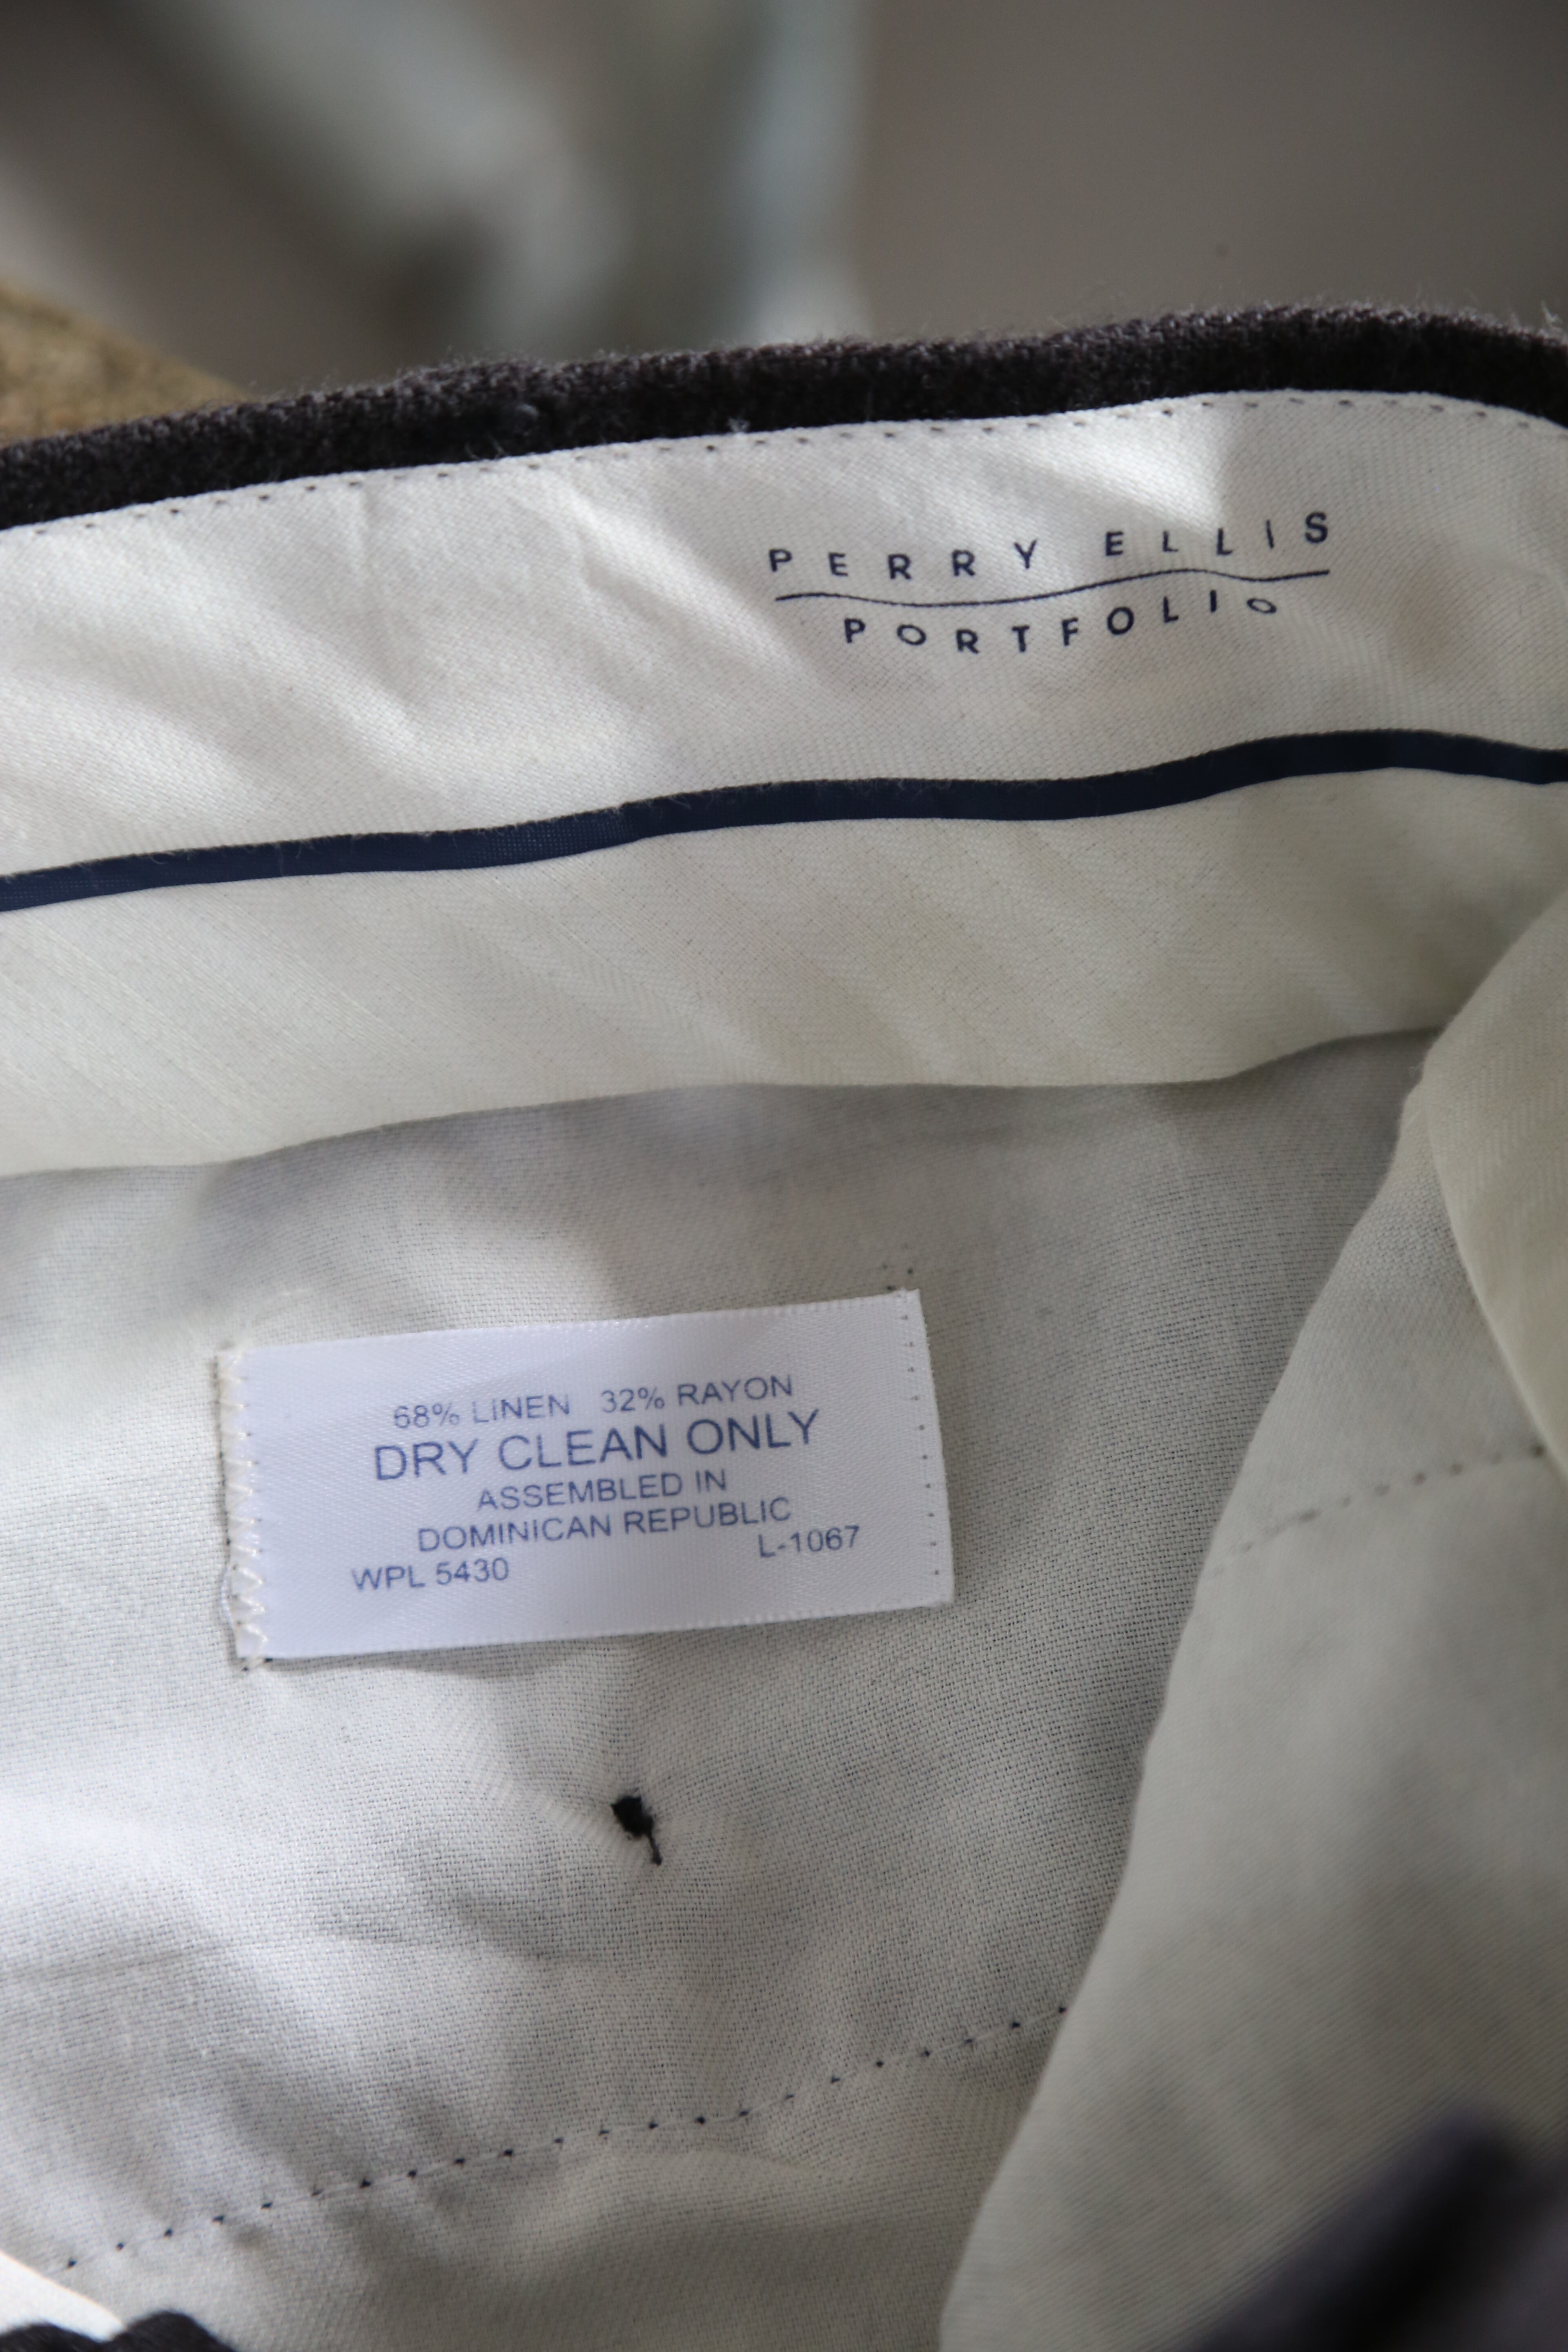 PERRY ELLIS
PORTFOLIO
68% LINEN 32% RAYON
DRY CLEAN ONLY
ASSEMBLED IN
DOMINICAN REPUBLIC
L-1067
WPL 5430